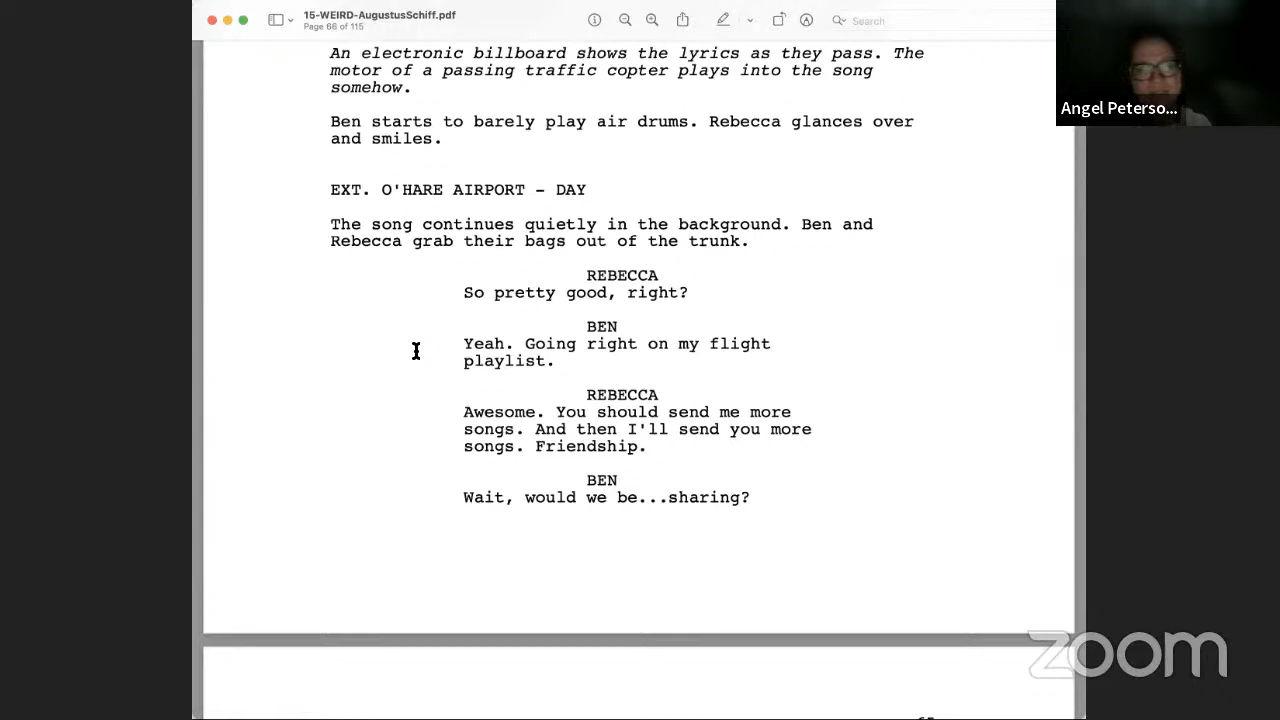 15-WEIRD-AugustusSchiff.pdf
Page 66 of 115
Search
An electronic billboard shows the lyrics as they pass. The
motor of a passing traffic copter plays into the song
somehow.
Angel Peterso...
Ben starts to barely play air drums. Rebecca glances over
and smiles.
EXT. O'HARE AIRPORT - DAY
The song continues quietly in the background. Ben and
Rebecca grab their bags out of the trunk.
REBECCA
So pretty good, right?
BEN
Yeah. Going right on my flight
playlist.
REBECCA
Awesome. You should send me more
songs. And then I'll send you more
songs. Friendship.
BEN
Wait, would we be...sharing?
zoom